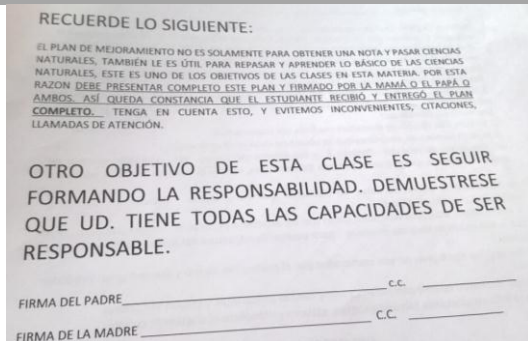 RECUERDE LO SIGUIENTE:
EL PLAN DE MEJORAMIENTO NO ES SOLAMENTE PARA OBTENER UNA NOTA Y PASAR CIENCIAS
NATURALES, TAMBIÉN LE ES ÚTIL PARA REPASAR Y APRENDER LO BÁSICO DE LAS CIENCIAS
NATURALES, ESTE ES UNO DE LOS OBJETIVOS DE LAS CLASES EN ESTA MATERIA. POR ESTA
RAZON DEBE PRESENTAR COMPLETO ESTE PLAN Y FIRMADO POR LA MAMÁ O EL PAPÁ O
AMBOS. ASÍ QUEDA CONSTANCIA QUE EL ESTUDIANTE RECIBIÓ Y ENTREGÓ EL PLAN
COMPLETO. TENGA EN CUENTA ESTO, Y EVITEMOS INCONVENIENTES, CITACIONES,
LLAMADAS DE ATENCIÓN.
OTRO OBJETIVO DE ESTA CLASE ES SEGUIR
FORMANDO LA RESPONSABILIDAD. DEMUESTRESE
QUE UD. TIENE TODAS LAS CAPACIDADES DE SER
RESPONSABLE.
FIRMA DEL PADRE____________________ C.C. __________
FIRMA DE LA MADRE____________________ C.C. __________